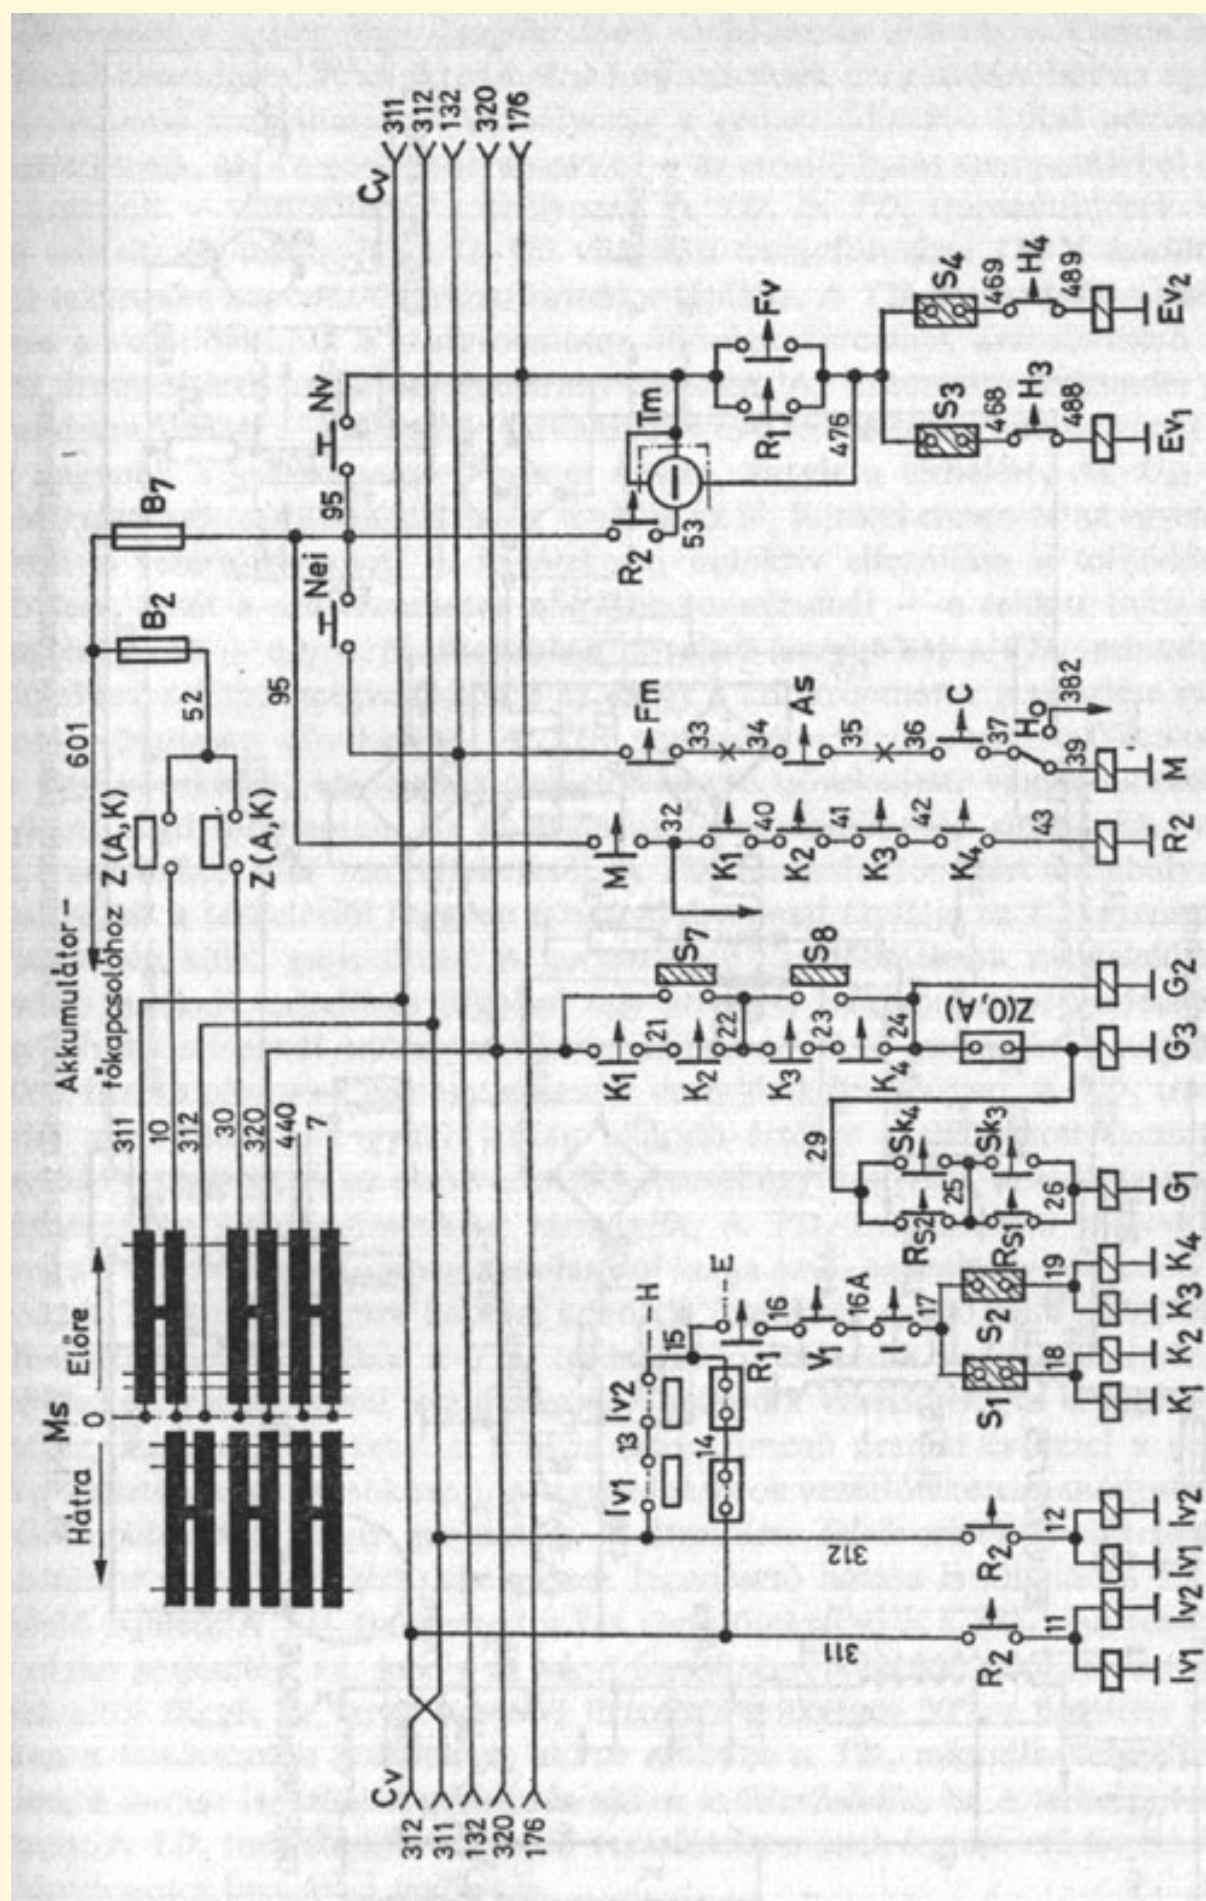 Akkumulátor –
főkapcsolóhoz
601
Hátra
Ms
0
Előre
311
10
312
30
320
440
7
Z (A,K)
Z (A,K)
52
B2
B7
95
Nei
95
Nv
Cv
312
311
132
320
176
Cv
311
312
132
320
176
311
R2
11
Iv1
Iv2
312
R2
12
Iv1
Iv2
Iv1
13
Iv2
H
14
15
E
R1
16
V1
16A
I
17
S1
18
S2
19
K1
K2
K3
K4
29
RS2
Sk4
25
RS1
Sk3
26
G1
K1
21
K2
22
K3
23
K4
24
S7
S8
Z(0,A)
G3
G2
M
32
K1
40
K2
41
K3
42
K4
43
R2
Fm
33
34
As
35
36
C
37
H
39
382
M
R2
53
Tm
R1
Fv
476
S3
468
H3
488
Ev1
S4
469
H4
489
Ev2